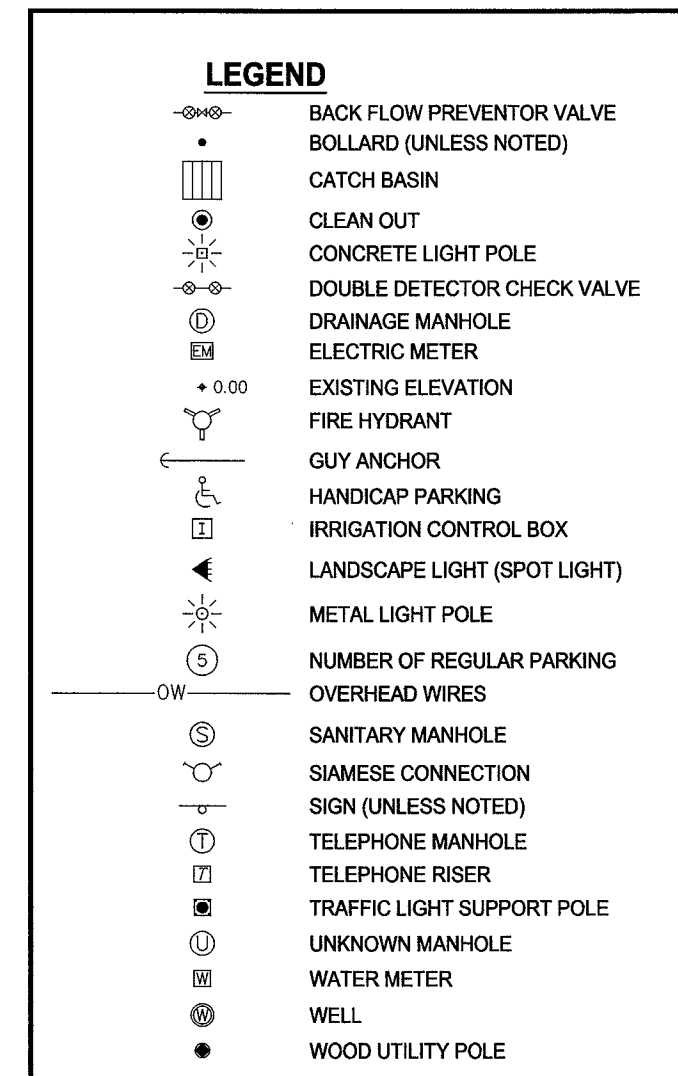 LEGEND
BACK FLOW PREVENTOR VALVE
BOLLARD (UNLESS NOTED)
CATCH BASIN
CLEAN OUT
CONCRETE LIGHT POLE
DOUBLE DETECTOR CHECK VALVE
D DRAINAGE MANHOLE
EM ELECTRIC METER
0.00 EXISTING ELEVATION
FIRE HYDRANT
GUY ANCHOR
HANDICAP PARKING
I IRRIGATION CONTROL BOX
LANDSCAPE LIGHT (SPOT LIGHT)
METAL LIGHT POLE
5 NUMBER OF REGULAR PARKING
OW OVERHEAD WIRES
S SANITARY MANHOLE
SIAMESE CONNECTION
SIGN (UNLESS NOTED)
T TELEPHONE MANHOLE
T TELEPHONE RISER
TRAFFIC LIGHT SUPPORT POLE
U UNKNOWN MANHOLE
W WATER METER
W WELL
WOOD UTILITY POLE